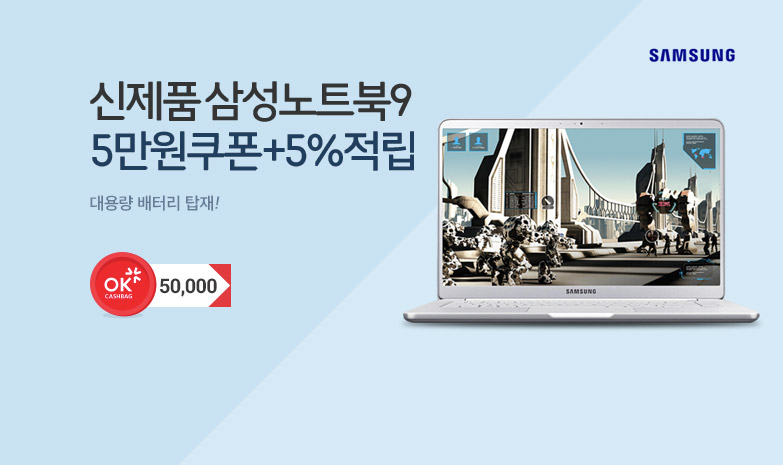 SAMSUNG
신제품 삼성노트북9
5만원쿠폰+5%적립
대용량 배터리 탑재!
OK
CASHBAG
50,000
SAMSUNG